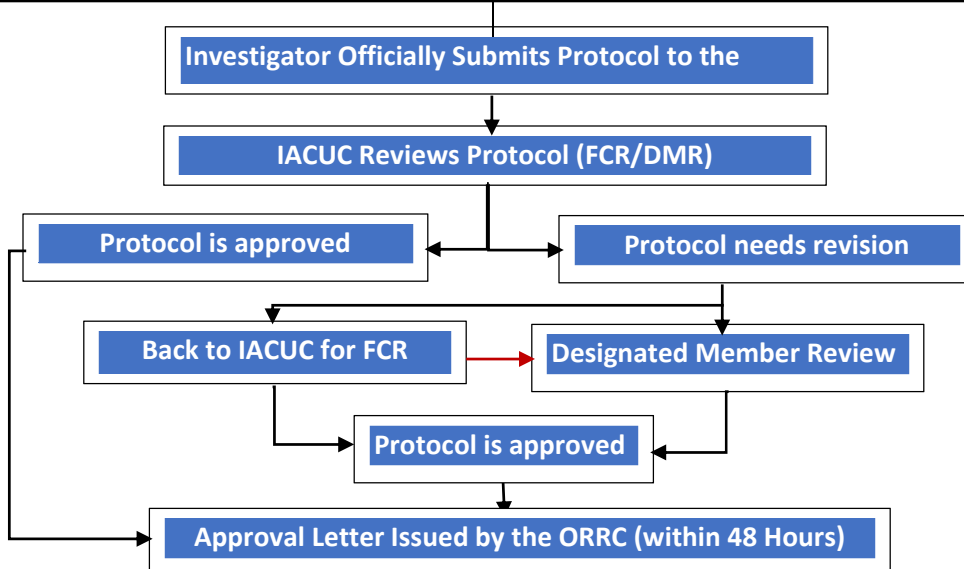 Investigator Officially Submits Protocol to the
IACUC Reviews Protocol (FCR/DMR)
Protocol is approved
Protocol needs revision
Back to IACUC for FCR
Designated Member Review
Protocol is approved
Approval Letter Issued by the ORRC (within 48 Hours)